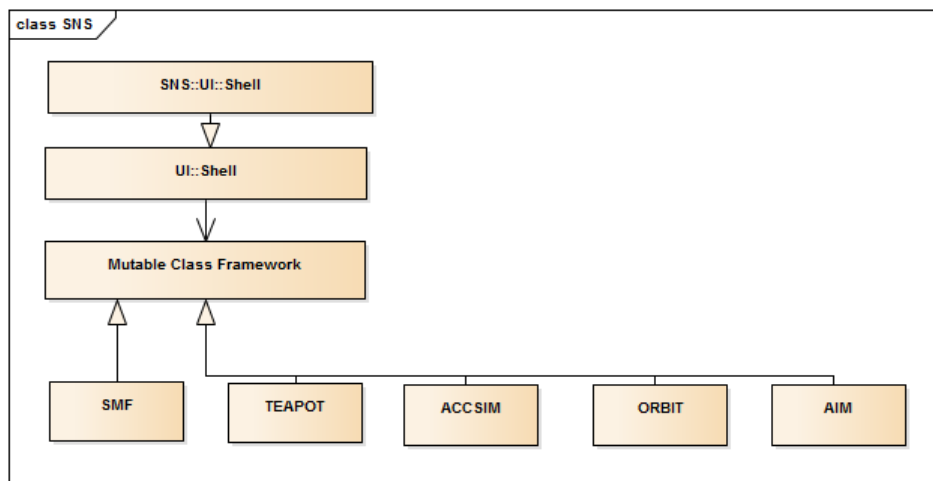 class SNS
SNS::UI::Shell
UI::Shell
Mutable Class Framework
SMF
TEAPOT
ACCSIM
ORBIT
AIM